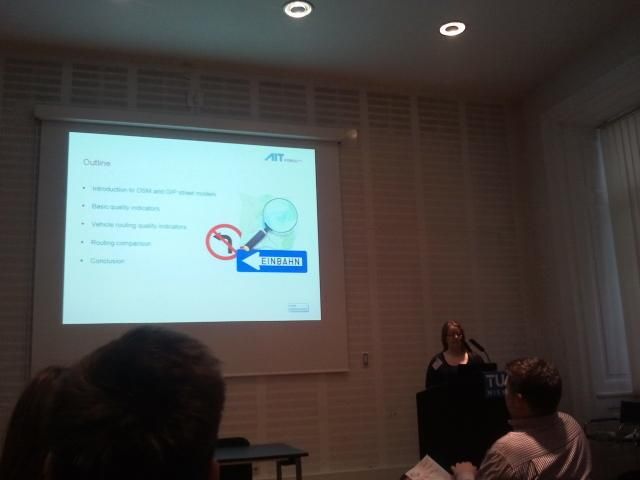 Outline
AIT
Introduction to OSM and GIP street models
Basic quality indicators
Vehicle routing quality indicators
Routing comparison
Conclusion
EINBAHN
TU
WIEN